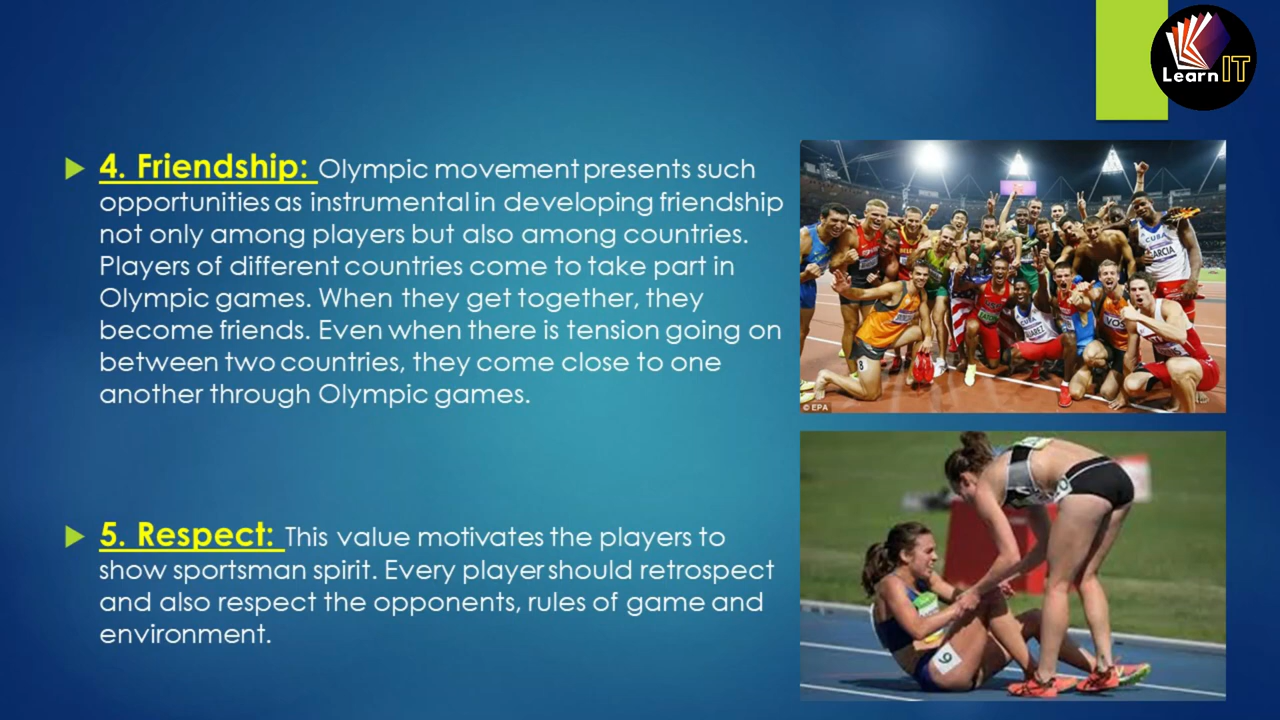 Learn IT
4. Friendship: Olympic movement presents such
opportunities as instrumental in developing friendship
not only among players but also among countries.
Players of different countries come to take part in
Olympic games. When they get together, they
become friends. Even when there is tension going on
between two countries, they come close to one
another through Olympic games.
CUBA
GARCIA
© EPA
5. Respect: This value motivates the players to
show sportsman spirit. Every player should retrospect
and also respect the opponents, rules of game and
environment.
9